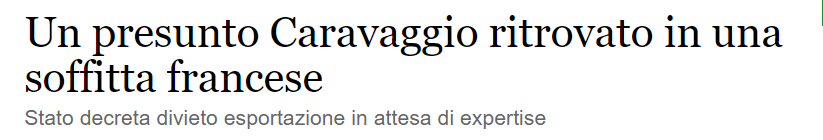 Un presunto Caravaggio ritrovato in una
soffitta francese
Stato decreta divieto esportazione in attesa di expertise